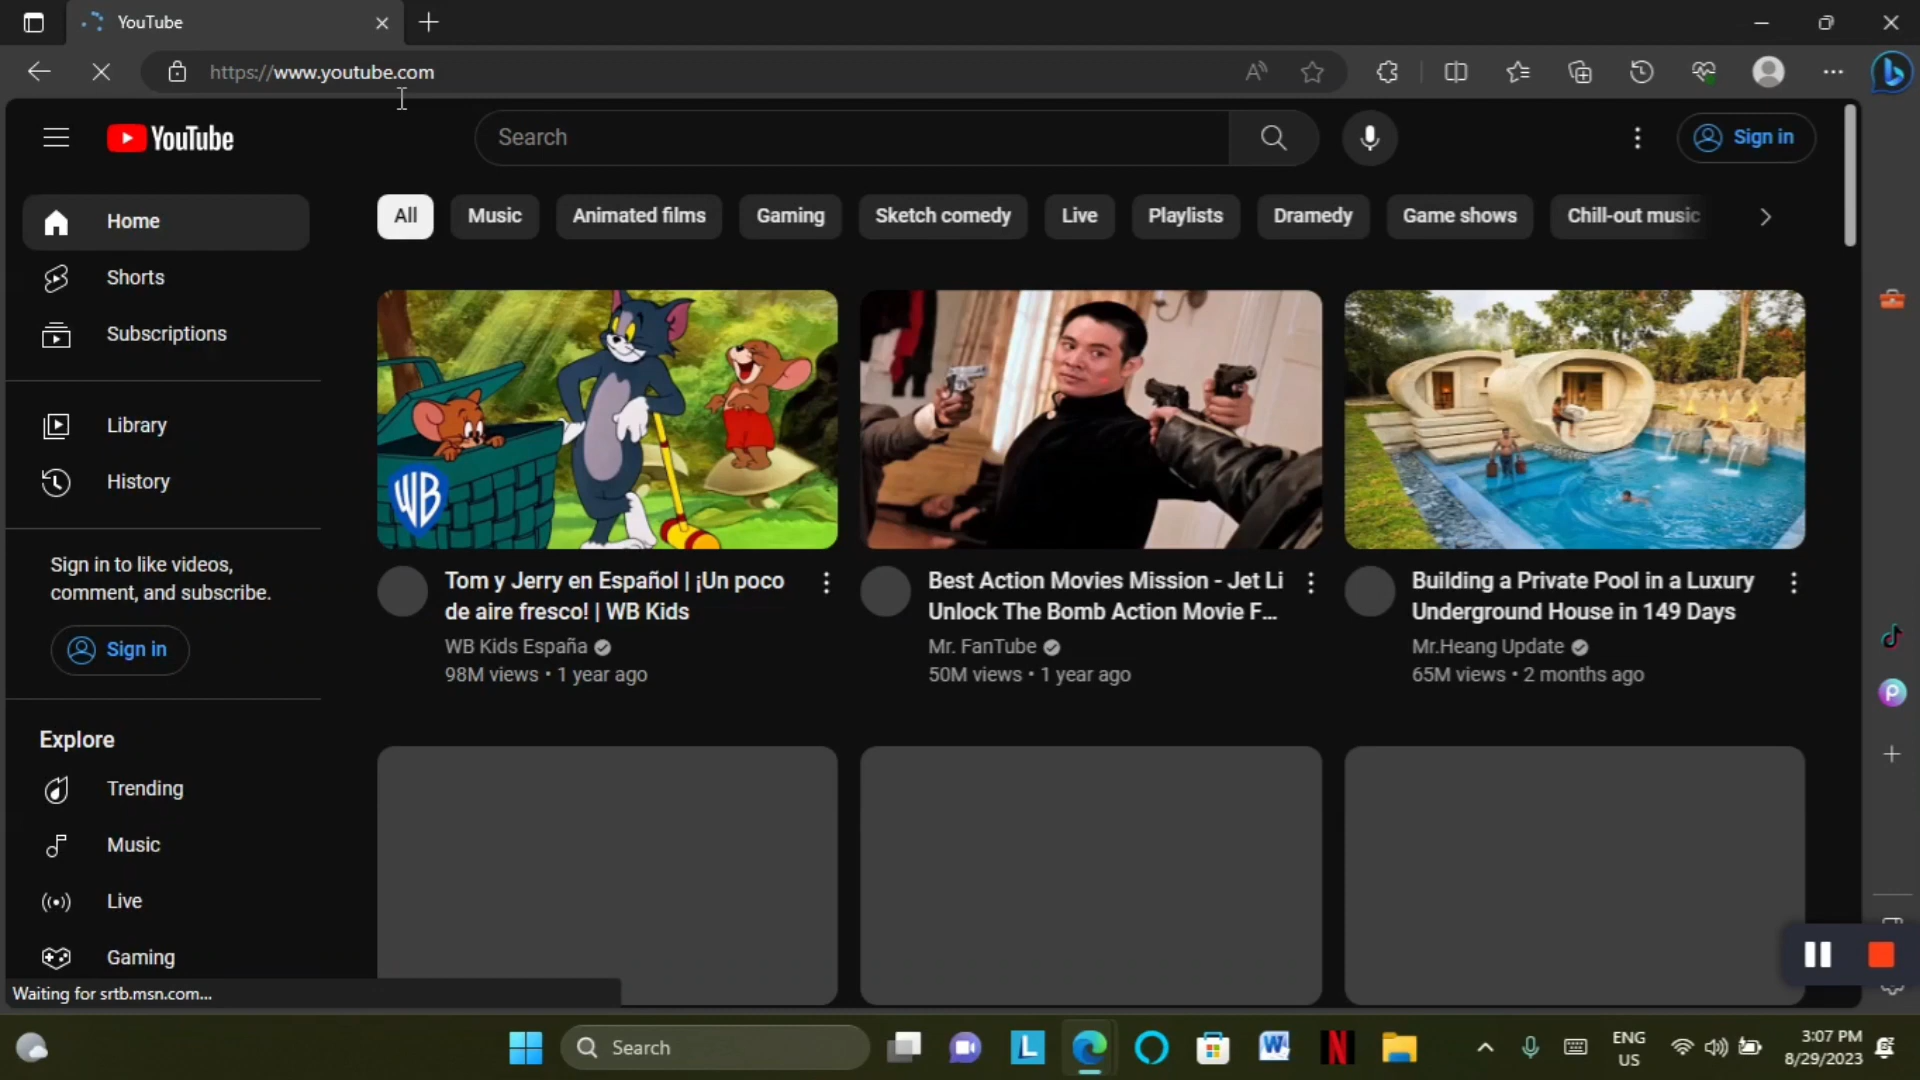 YouTube
https://www.youtube.com
YouTube
Search
Sign in
Home
Shorts
Subscriptions
Library
History
Sign in to like videos,
comment, and subscribe.
Sign in
Explore
Trending
Music
Live
Gaming
All
Music
Animated films
Gaming
Sketch comedy
Live
Playlists
Dramedy
Game shows
Chill-out music
WB
Tom y Jerry en Español | ¡Un poco
de aire fresco! | WB Kids
WB Kids España
98M views • 1 year ago
Best Action Movies Mission - Jet Li
Unlock The Bomb Action Movie F...
Mr. FanTube
50M views • 1 year ago
Building a Private Pool in a Luxury
Underground House in 149 Days
Mr.Heang Update
65M views • 2 months ago
Waiting for srtb.msn.com...
Search
ENG
US
3:07 PM
8/29/2023